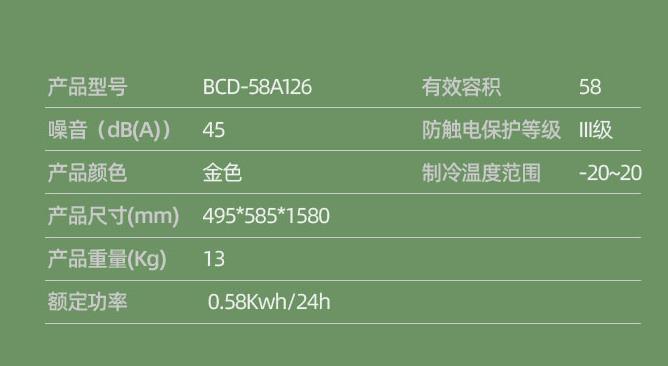 产品型号 BCD-58A126 有效容积 58
噪音（dB(A)） 45 防触电保护等级 III级
产品颜色 金色 制冷温度范围 -20~20
产品尺寸(mm) 495*585*1580
产品重量(Kg) 13
额定功率 0.58Kwh/24h